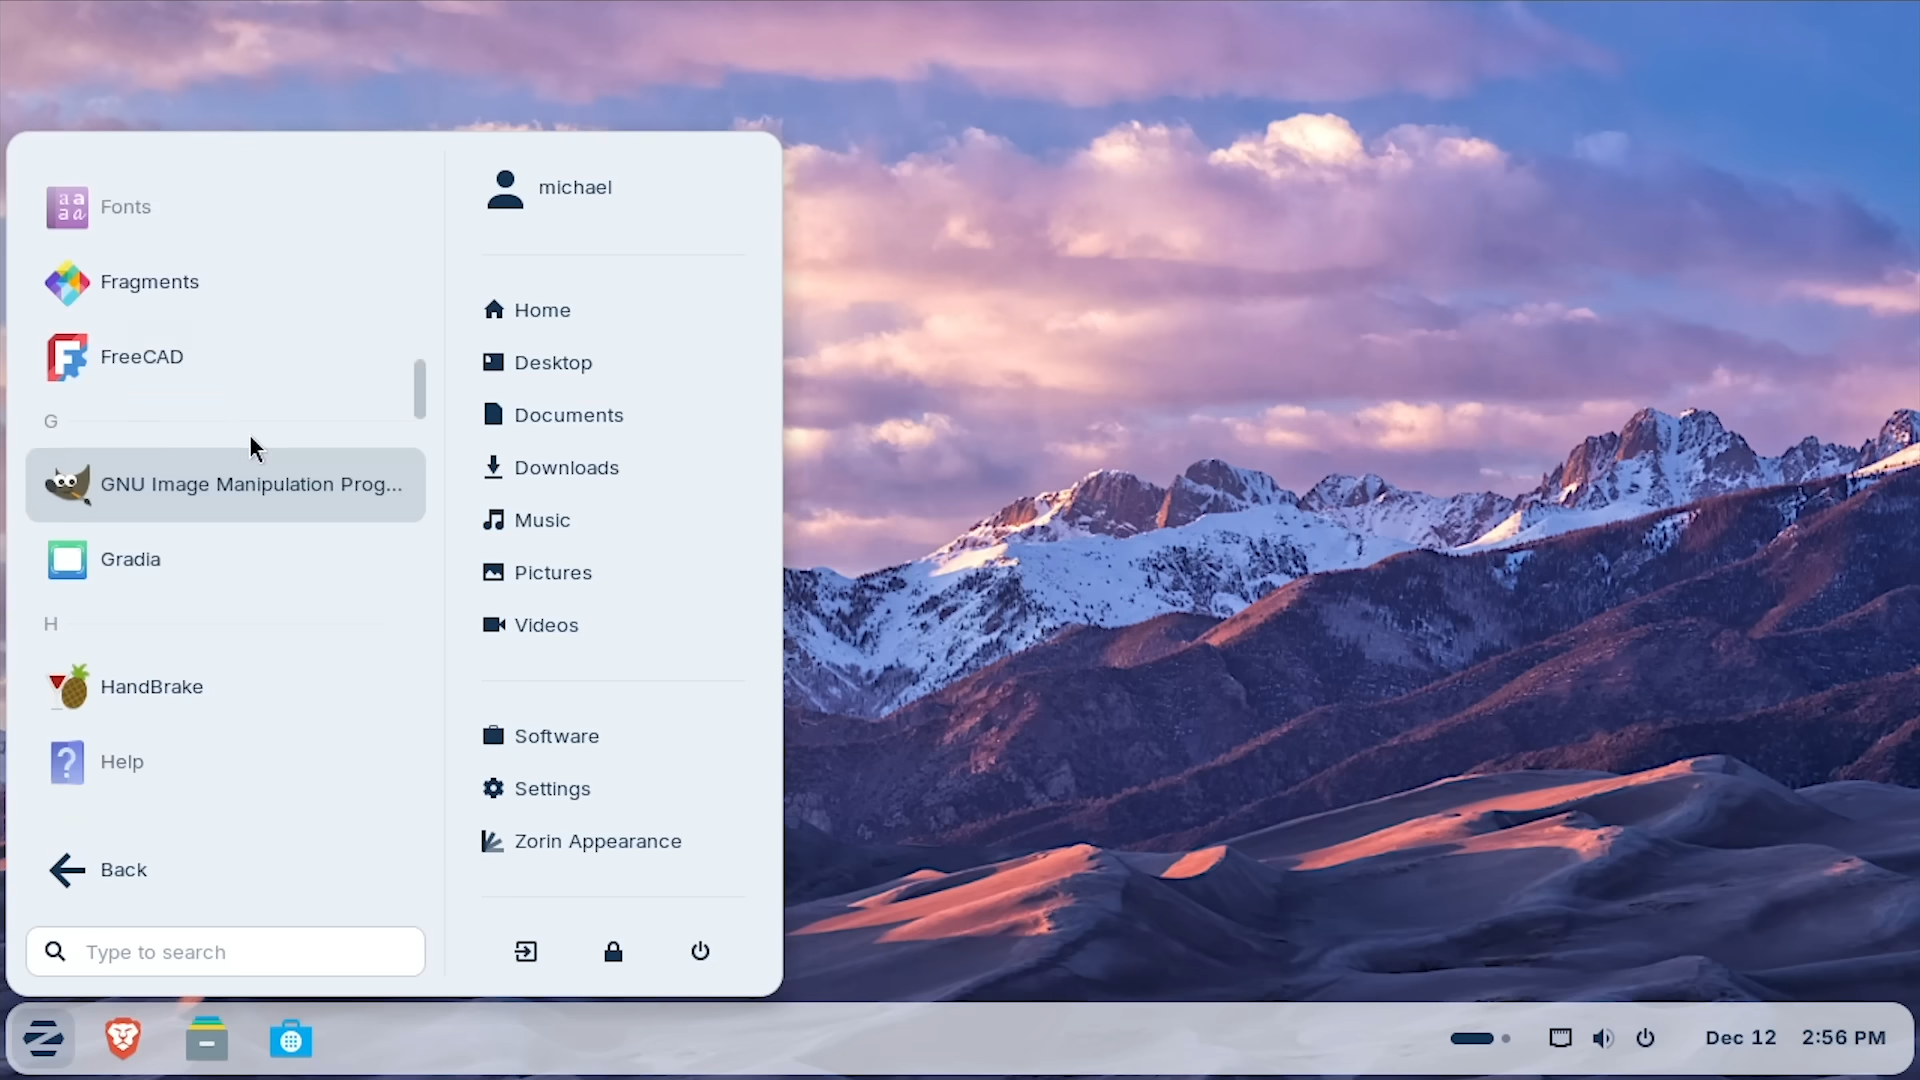 Fonts
Fragments
FreeCAD
G
GNU Image Manipulation Prog...
Gradia
H
HandBrake
Help
Back
Type to search
michael
Home
Desktop
Documents
Downloads
Music
Pictures
Videos
Software
Settings
Zorin Appearance
Dec 12 2:56 PM